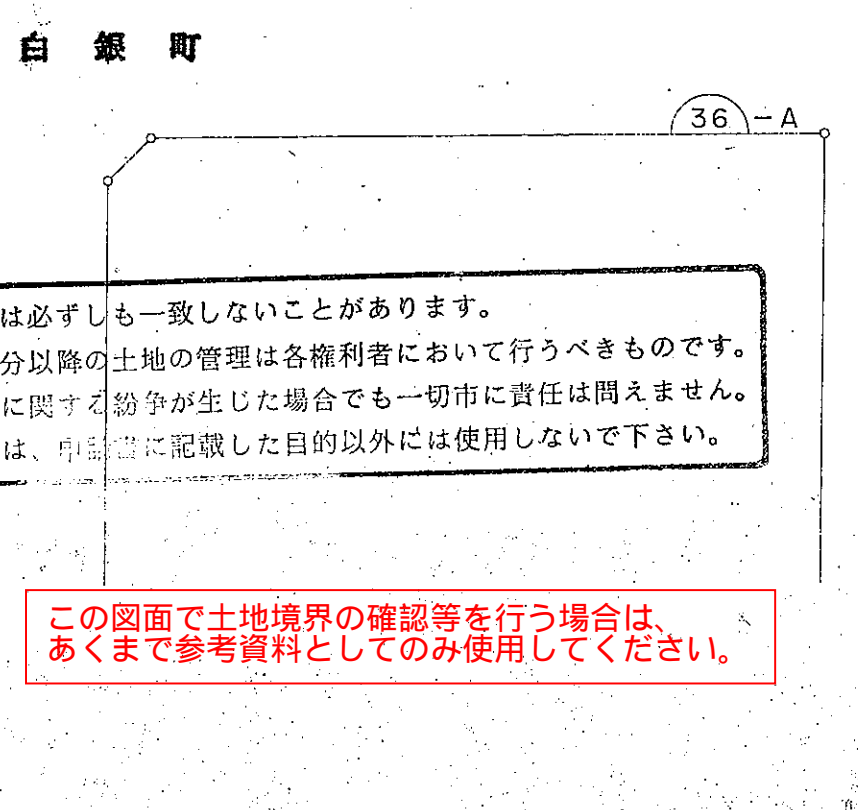 白銀町
36-A
は必ずしも一致しないことがあります。
分以降の土地の管理は各権利者において行うべきものです。
に関する紛争が生じた場合でも一切市に責任は問えません。
は、申請書に記載した目的以外には使用しないで下さい。
この図面で土地境界の確認等を行う場合は、
あくまで参考資料としてのみ使用してください。